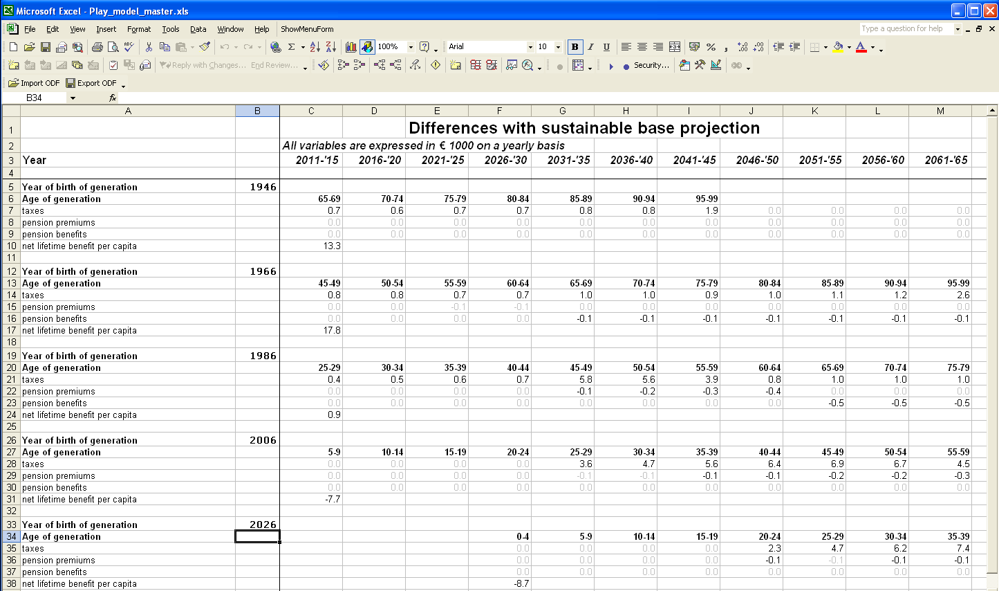 Microsoft Excel - Play_model_master.xls
File Edit View Insert Format Tools Data Window Help ShowMenuForm Type a question for help
100% Arial 10 B I U
Reply with Changes... End Review... Security...
Import ODF Export ODF
B34 fx
A B C D E F G H I J K L M
1 Differences with sustainable base projection
2 All variables are expressed in € 1000 on a yearly basis
3 Year 2011-'15 2016-'20 2021-'25 2026-'30 2031-'35 2036-'40 2041-'45 2046-'50 2051-'55 2056-'60 2061-'65
4
5 Year of birth of generation 1946
6 Age of generation 65-69 70-74 75-79 80-84 85-89 90-94 95-99
7 taxes 0.7 0.6 0.7 0.7 0.8 0.8 1.9 0.0 0.0 0.0 0.0
8 pension premiums 0.0 0.0 0.0 0.0 0.0 0.0 0.0 0.0 0.0 0.0 0.0
9 pension benefits 0.0 0.0 0.0 0.0 0.0 0.0 0.0 0.0 0.0 0.0 0.0
10 net lifetime benefit per capita 13.3
11
12 Year of birth of generation 1966
13 Age of generation 45-49 50-54 55-59 60-64 65-69 70-74 75-79 80-84 85-89 90-94 95-99
14 taxes 0.8 0.8 0.7 0.7 1.0 1.0 0.9 1.0 1.1 1.2 2.6
15 pension premiums 0.0 0.0 -0.1 -0.1 0.0 0.0 0.0 0.0 0.0 0.0 0.0
16 pension benefits 0.0 0.0 0.0 0.0 -0.1 -0.1 -0.1 -0.1 -0.1 -0.1 -0.1
17 net lifetime benefit per capita 17.8
18
19 Year of birth of generation 1986
20 Age of generation 25-29 30-34 35-39 40-44 45-49 50-54 55-59 60-64 65-69 70-74 75-79
21 taxes 0.4 0.5 0.6 0.7 5.8 5.6 3.9 0.8 1.0 1.0 1.0
22 pension premiums 0.0 0.0 0.0 0.0 -0.1 -0.2 -0.3 -0.4 0.0 0.0 0.0
23 pension benefits 0.0 0.0 0.0 0.0 0.0 0.0 0.0 0.0 -0.5 -0.5 -0.5
24 net lifetime benefit per capita 0.9
25
26 Year of birth of generation 2006
27 Age of generation 5-9 10-14 15-19 20-24 25-29 30-34 35-39 40-44 45-49 50-54 55-59
28 taxes 0.0 0.0 0.0 0.0 3.6 4.7 5.6 6.4 6.9 6.7 4.5
29 pension premiums 0.0 0.0 0.0 0.0 -0.1 -0.1 -0.1 -0.1 -0.2 -0.2 -0.3
30 pension benefits 0.0 0.0 0.0 0.0 0.0 0.0 0.0 0.0 0.0 0.0 0.0
31 net lifetime benefit per capita -7.7
32
33 Year of birth of generation 2026
34 Age of generation 0-4 5-9 10-14 15-19 20-24 25-29 30-34 35-39
35 taxes 0.0 0.0 0.0 0.0 2.3 4.7 6.2 7.4
36 pension premiums 0.0 0.0 0.0 0.0 -0.1 -0.1 -0.1 -0.1
37 pension benefits 0.0 0.0 0.0 0.0 0.0 0.0 0.0 0.0
38 net lifetime benefit per capita -8.7